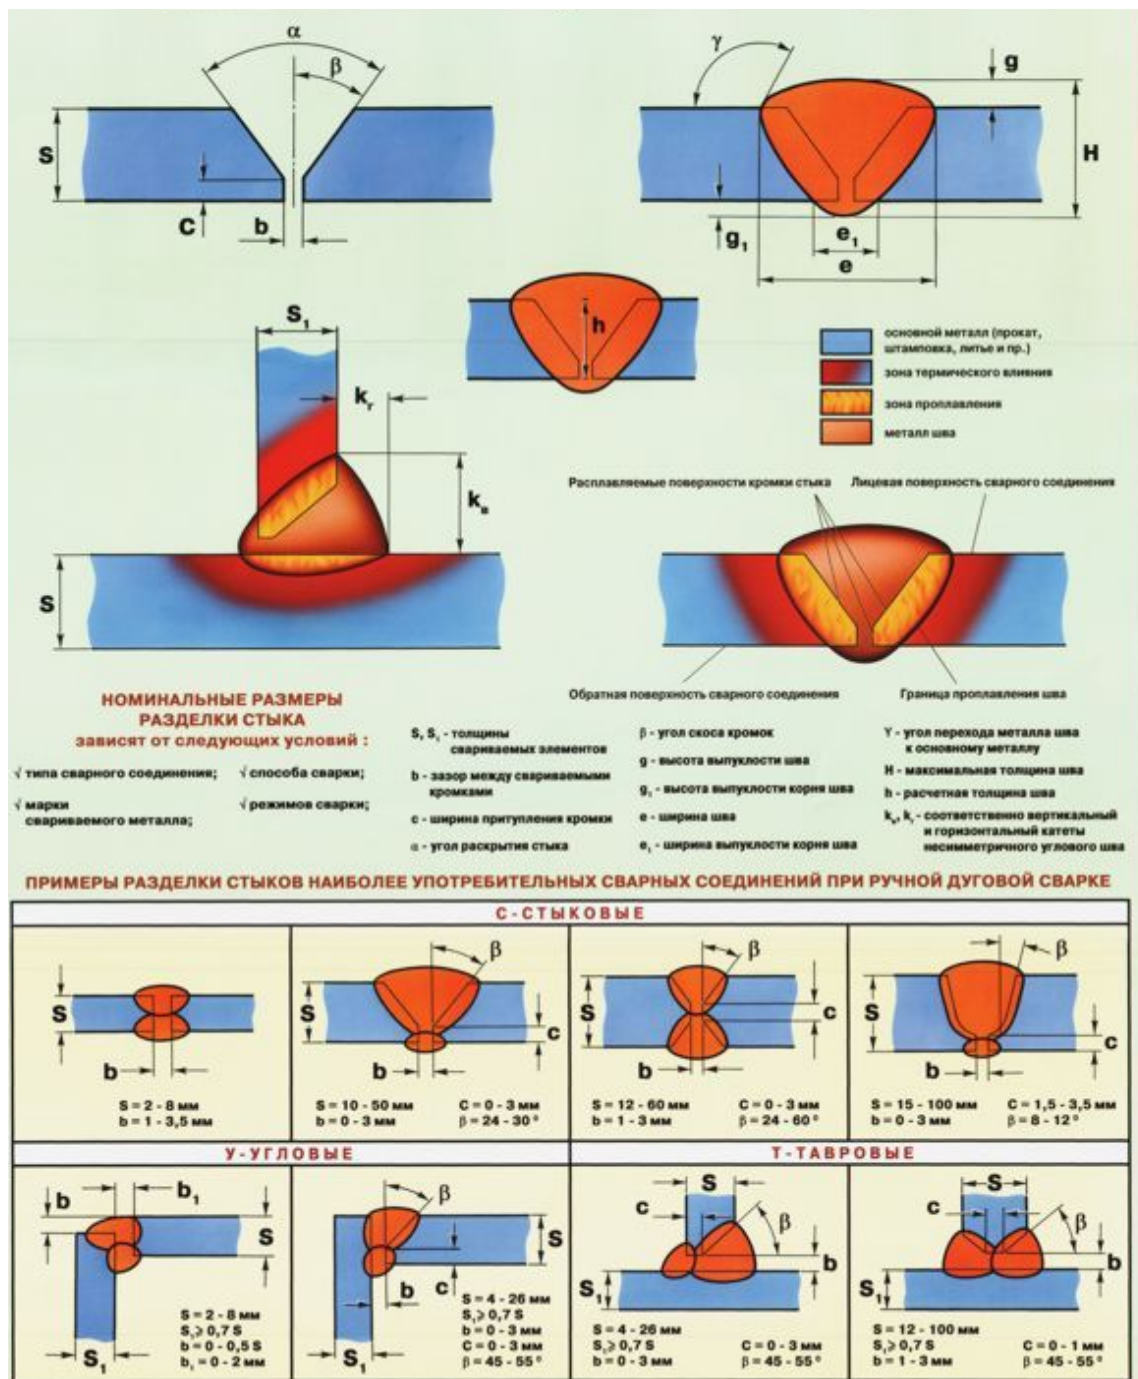 α
β
S
C
b
γ
g
H
g₁
e₁
e
h
S₁
kᵣ
kв
S
основной металл (прокат,
штамповка, литье и пр.)
зона термического влияния
зона проплавления
металл шва
Расплавляемые поверхности кромки стыка
Лицевая поверхность сварного соединения
Обратная поверхность сварного соединения
Граница проплавления шва
НОМИНАЛЬНЫЕ РАЗМЕРЫ
РАЗДЕЛКИ СТЫКА
зависят от следующих условий :
√ типа сварного соединения;
√ способа сварки;
√ марки
свариваемого металла;
√ режимов сварки;
S, S₁ - толщины
свариваемых элементов
b - зазор между свариваемыми
кромками
c - ширина притупления кромки
α - угол раскрытия стыка
β - угол скоса кромок
g - высота выпуклости шва
g₁ - высота выпуклости корня шва
e - ширина шва
e₁ - ширина выпуклости корня шва
γ - угол перехода металла шва
к основному металлу
H - максимальная толщина шва
h - расчетная толщина шва
kв, kг - соответственно вертикальный
и горизонтальный катеты
несимметричного углового шва
ПРИМЕРЫ РАЗДЕЛКИ СТЫКОВ НАИБОЛЕЕ УПОТРЕБИТЕЛЬНЫХ СВАРНЫХ СОЕДИНЕНИЙ ПРИ РУЧНОЙ ДУГОВОЙ СВАРКЕ
С-СТЫКОВЫЕ
S
b
S = 2 - 8 мм
b = 1 - 3,5 мм
β
S
c
b
S = 10 - 50 мм C = 0 - 3 мм
b = 0 - 3 мм β = 24 - 30 °
β
S
c
b
S = 12 - 60 мм C = 0 - 3 мм
b = 1 - 3 мм β = 24 - 60 °
β
S
c
b
S = 15 - 100 мм C = 1,5 - 3,5 мм
b = 0 - 3 мм β = 8 - 12 °
У-УГЛОВЫЕ
b
b₁
S
S₁
S = 2 - 8 мм
S₁⩾ 0,7 S
b = 0 - 0,5 S
b₁ = 0 - 2 мм
β
S
b
c
S₁
S = 4 - 26 мм
S₁⩾ 0,7 S
b = 0 - 3 мм
C = 0 - 3 мм
β = 45 - 55 °
Т-ТАВРОВЫЕ
S
c
β
b
S₁
S = 4 - 26 мм
S₁⩾ 0,7 S C = 0 - 3 мм
b = 0 - 3 мм β = 45 - 55 °
S
c
β
b
S₁
S = 12 - 100 мм
S₁⩾ 0,7 S C = 0 - 1 мм
b = 1 - 3 мм β = 45 - 55 °